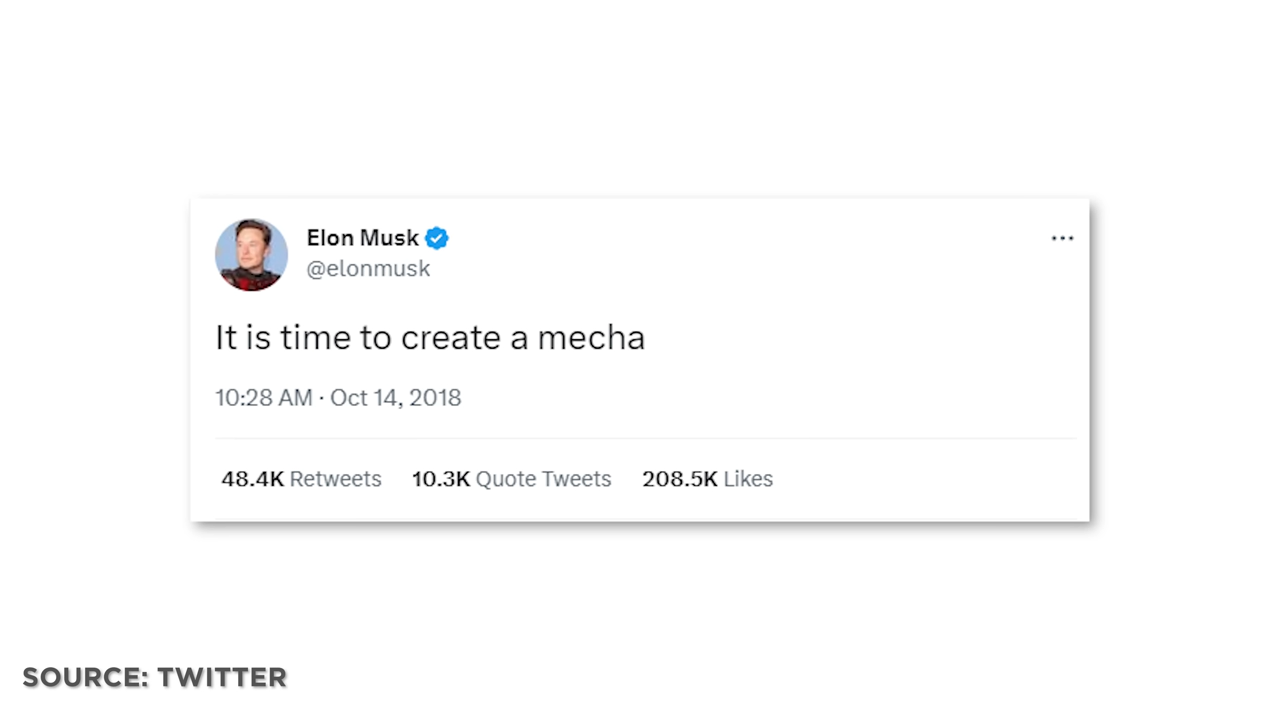 Elon Musk
@elonmusk
It is time to create a mecha
10:28 AM · Oct 14, 2018
48.4K Retweets 10.3K Quote Tweets 208.5K Likes
SOURCE: TWITTER